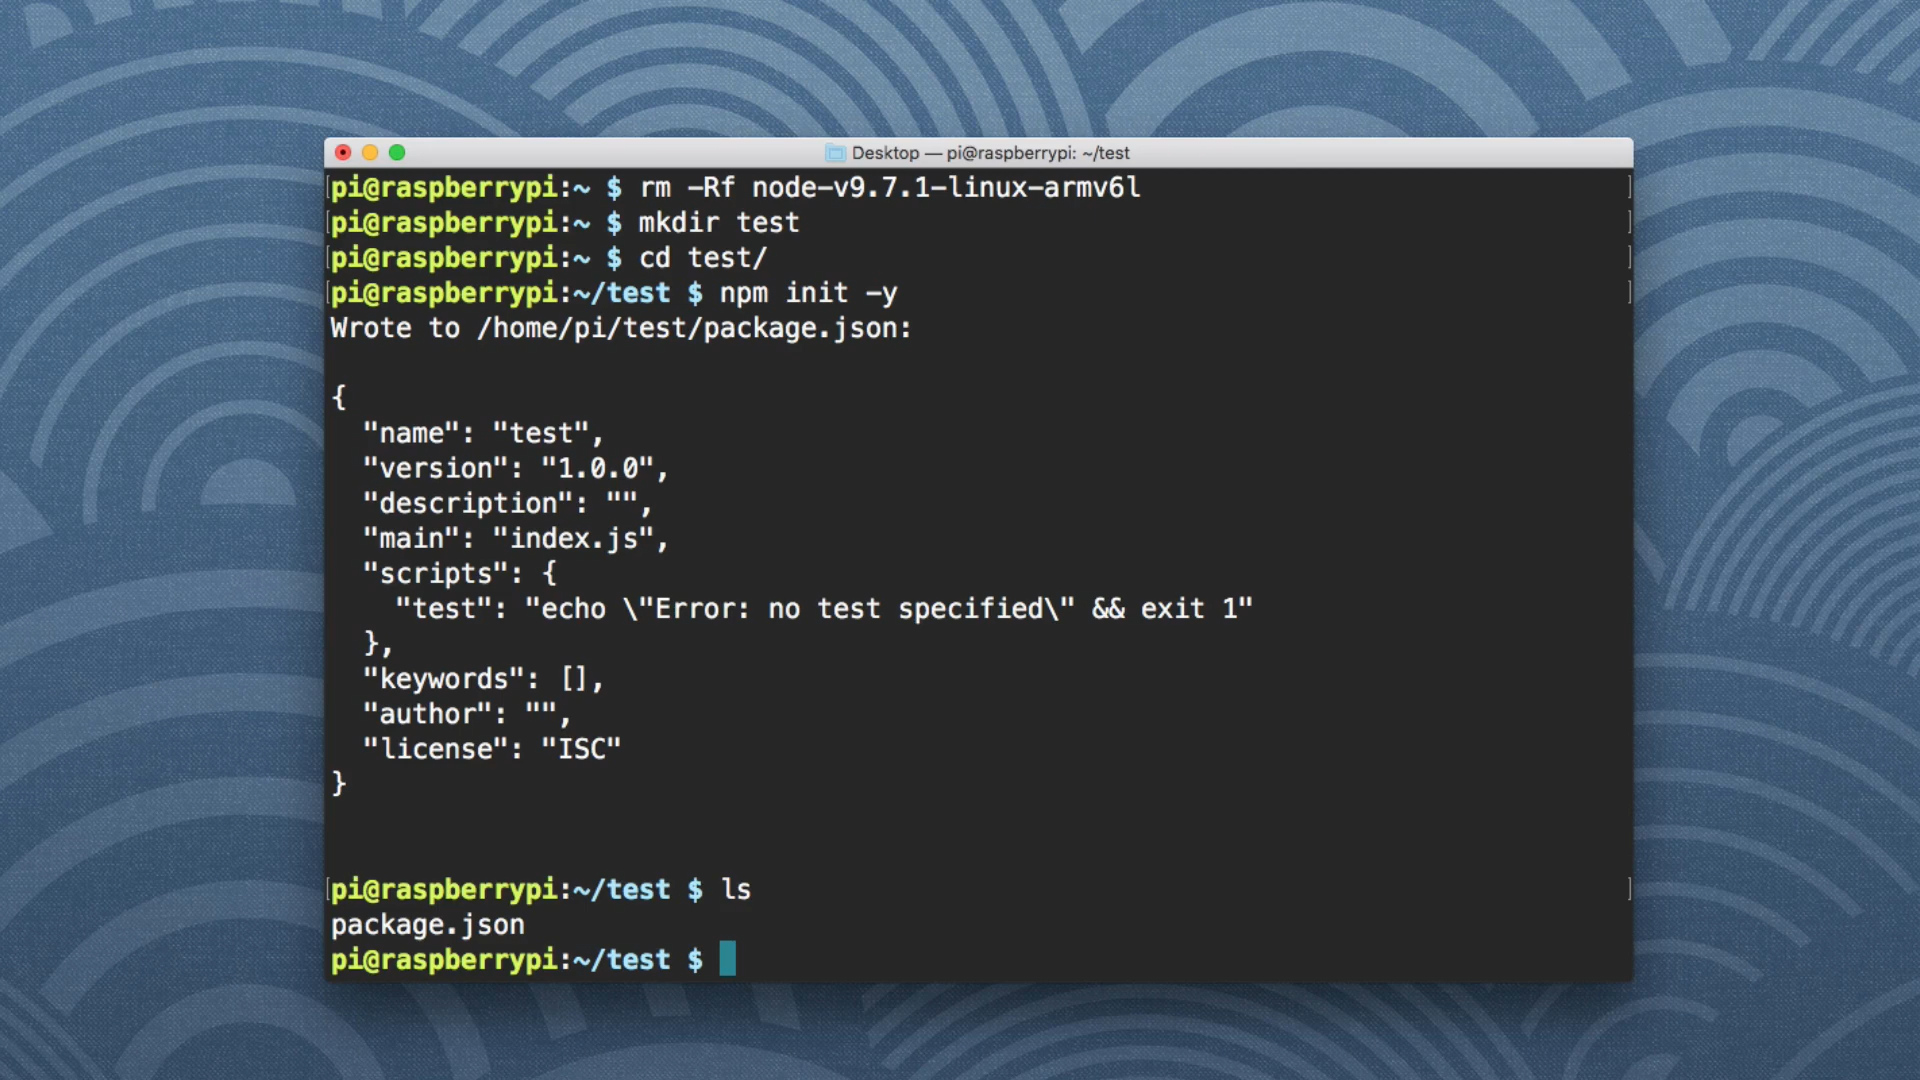 Desktop — pi@raspberrypi: ~/test
pi@raspberrypi:~ $ rm -Rf node-v9.7.1-linux-armv6l
pi@raspberrypi:~ $ mkdir test
pi@raspberrypi:~ $ cd test/
pi@raspberrypi:~/test $ npm init -y
Wrote to /home/pi/test/package.json:
{
  "name": "test",
  "version": "1.0.0",
  "description": "",
  "main": "index.js",
  "scripts": {
    "test": "echo \"Error: no test specified\" && exit 1"
  },
  "keywords": [],
  "author": "",
  "license": "ISC"
}
pi@raspberrypi:~/test $ ls
package.json
pi@raspberrypi:~/test $